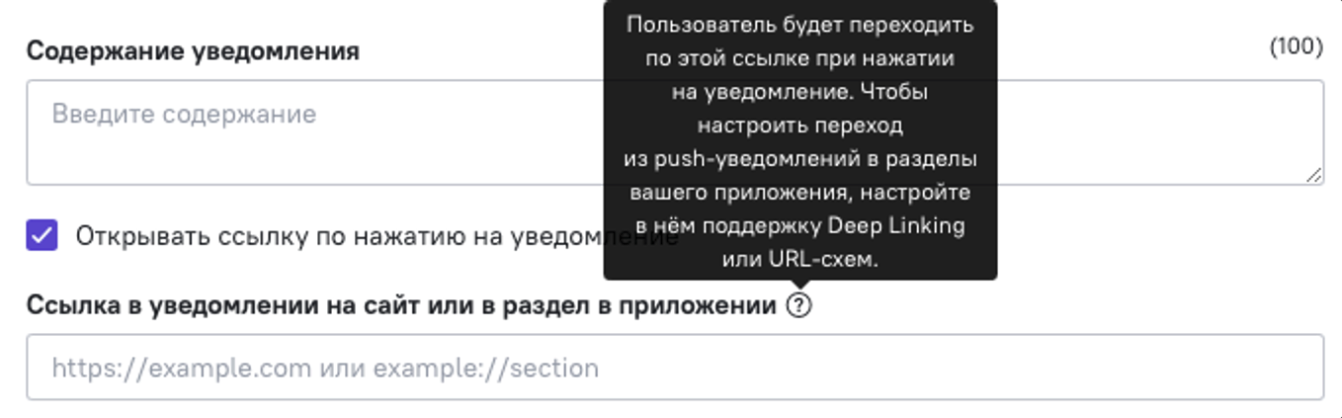 Пользователь будет переходить
по этой ссылке при нажатии
на уведомление. Чтобы
настроить переход
из push-уведомлений в разделы
вашего приложения, настройте
в нём поддержку Deep Linking
или URL-схем.
Содержание уведомления
(100)
Введите содержание
Открывать ссылку по нажатию на уведомление
Ссылка в уведомлении на сайт или в раздел в приложении ?
https://example.com или example://section